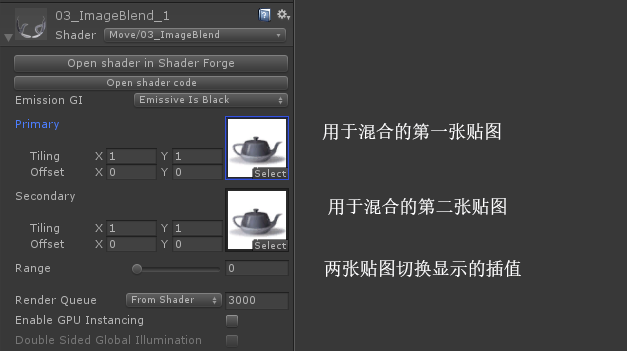 03_ImageBlend_1
Shader Move/03_ImageBlend
Open shader in Shader Forge
Open shader code
Emission GI Emissive Is Black
Primary
用于混合的第一张贴图
Tiling X 1 Y 1
Offset X 0 Y 0
Select
Secondary
用于混合的第二张贴图
Tiling X 1 Y 1
Offset X 0 Y 0
Select
Range 0
两张贴图切换显示的插值
Render Queue From Shader 3000
Enable GPU Instancing
Double Sided Global Illumination